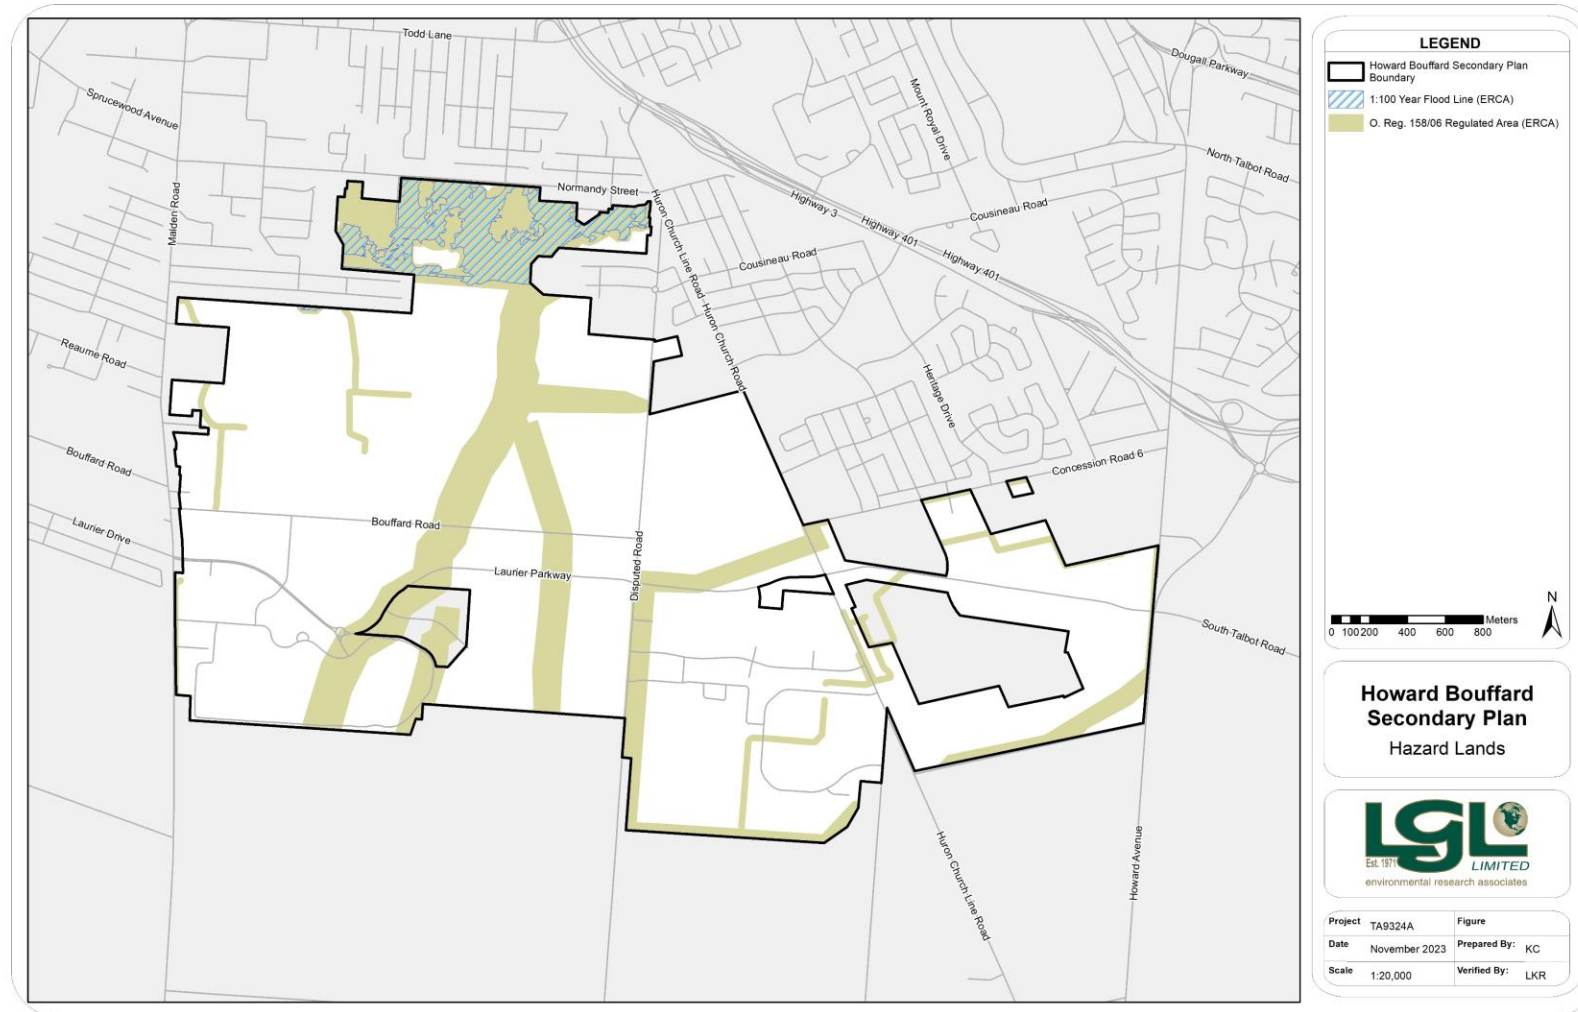 Todd Lane
Dougall Parkway
Sprucewood Avenue
Mount Royal Drive
North Talbot Road
Normandy Street
Malden Road
Huron Church Line Road
Highway 3
Highway 401
Cousineau Road
Highway 401
Cousineau Road
Huron Church Road
Reaume Road
Heritage Drive
Bouffard Road
Concession Road 6
Laurier Drive
Bouffard Road
Disputed Road
Laurier Parkway
South Talbot Road
Huron Church Line Road
Howard Avenue
LEGEND
Howard Bouffard Secondary Plan
Boundary
1:100 Year Flood Line (ERCA)
O. Reg. 158/06 Regulated Area (ERCA)
N
Meters
0 100 200 400 600 800
Howard Bouffard
Secondary Plan
Hazard Lands
LGL
Est. 1971
LIMITED
environmental research associates
Project TA9324A Figure
Date November 2023 Prepared By: KC
Scale 1:20,000 Verified By: LKR